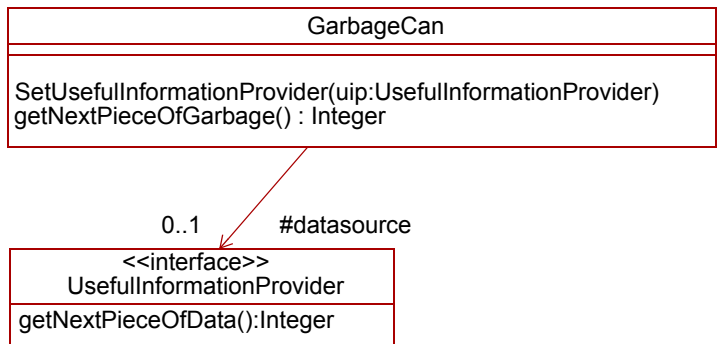 GarbageCan
SetUsefulInformationProvider(uip:UsefulInformationProvider)
getNextPieceOfGarbage() : Integer
0..1 #datasource
<<interface>>
UsefulInformationProvider
getNextPieceOfData():Integer